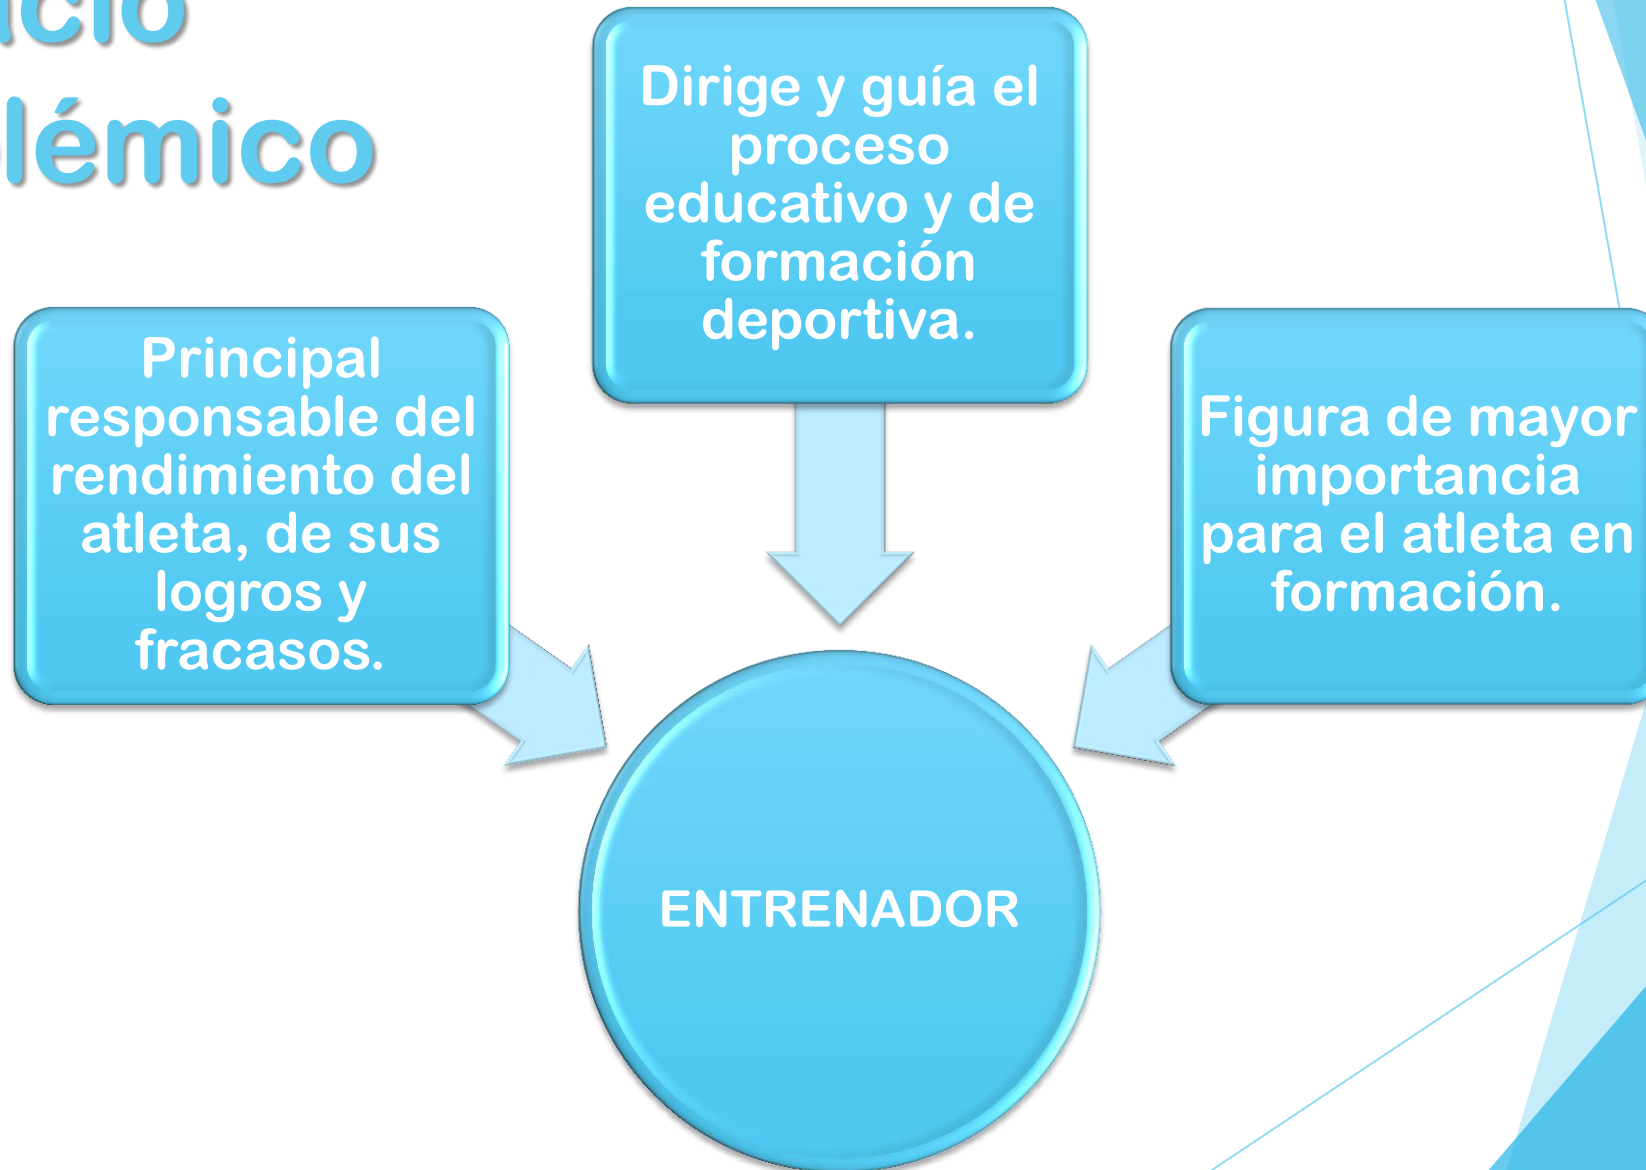 Dirige y guía el
proceso
educativo y de
formación
deportiva.
Principal
responsable del
rendimiento del
atleta, de sus
logros y
fracasos.
Figura de mayor
importancia
para el atleta en
formación.
ENTRENADOR